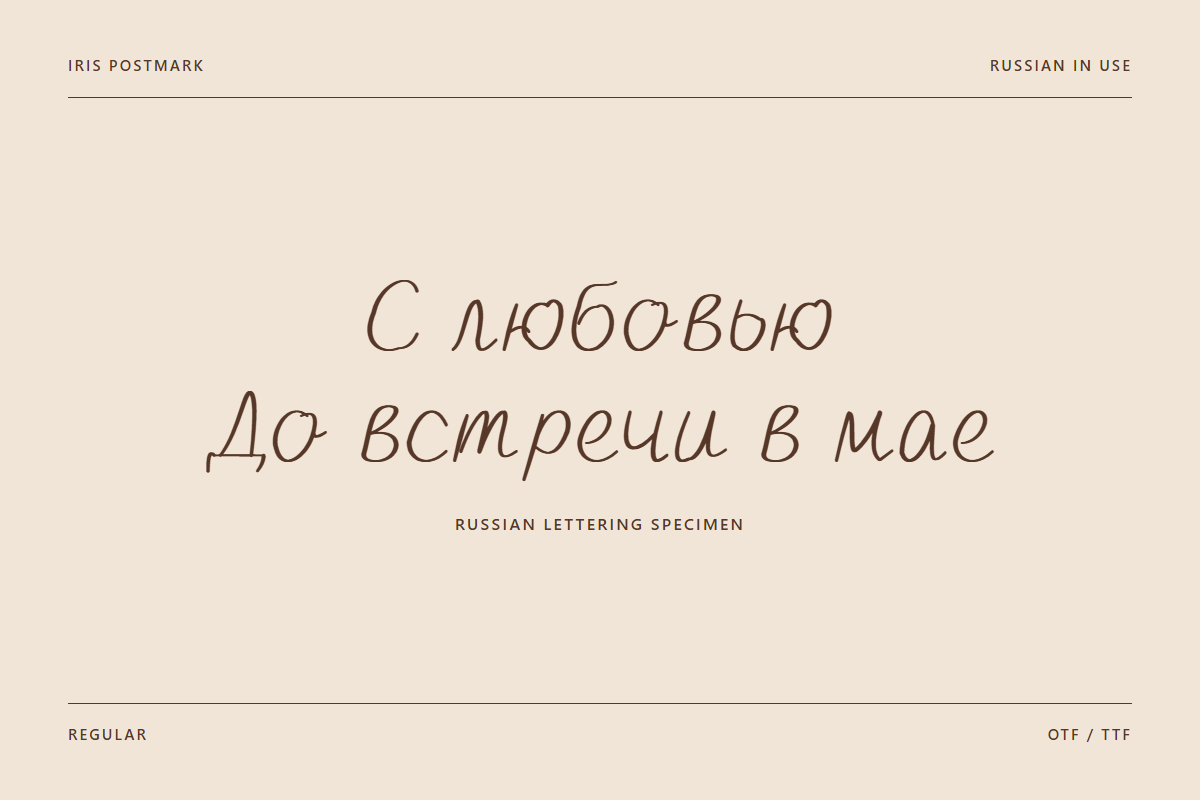 IRIS POSTMARK
RUSSIAN IN USE
С любовью
До встречи в мае
RUSSIAN LETTERING SPECIMEN
REGULAR
OTF / TTF